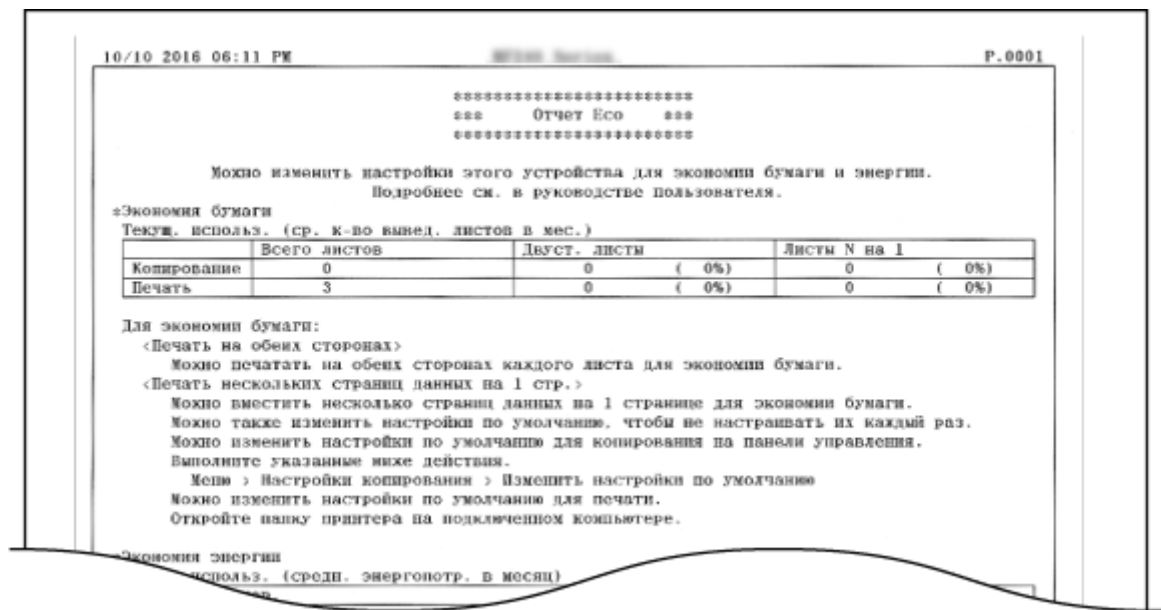 10/10 2016 06:11 PM P.0001
************************
*** Отчет Eco ***
************************
Можно изменить настройки этого устройства для экономии бумаги и энергии.
Подробнее см. в руководстве пользователя.
*Экономия бумаги
Текущ. использ. (ср. к-во вывед. листов в мес.)
Всего листов Двуст. листы Листы N на 1
Копирование 0 0 ( 0%) 0 ( 0%)
Печать 3 0 ( 0%) 0 ( 0%)
Для экономии бумаги:
<Печать на обеих сторонах>
Можно печатать на обеих сторонах каждого листа для экономии бумаги.
<Печать нескольких страниц данных на 1 стр.>
Можно вместить несколько страниц данных на 1 странице для экономии бумаги.
Можно также изменить настройки по умолчанию, чтобы не настраивать их каждый раз.
Можно изменить настройки по умолчанию для копирования на панели управления.
Выполните указанные ниже действия.
Меню > Настройки копирования > Изменить настройки по умолчанию
Можно изменить настройки по умолчанию для печати.
Откройте папку принтера на подключенном компьютере.
*Экономия энергии
использ. (средн. энергопотр. в месяц)